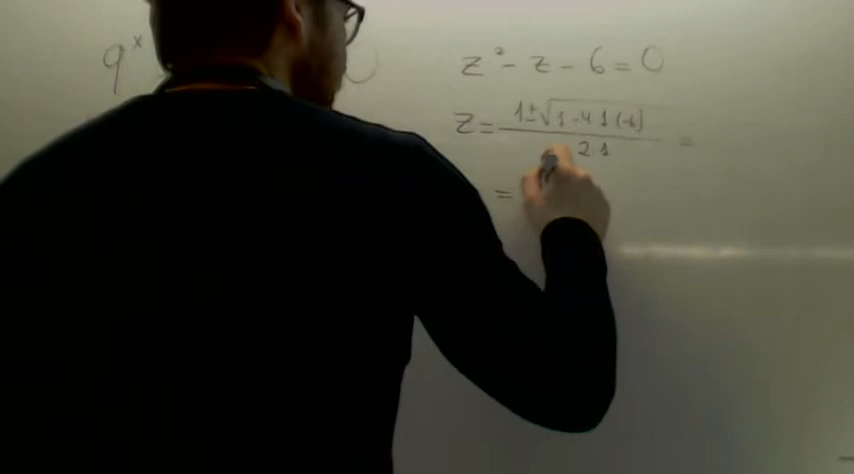 9^x
z² - z - 6 = 0
z = (1 ± √(1 - 4 1 (-6))) / (2·1) =
=